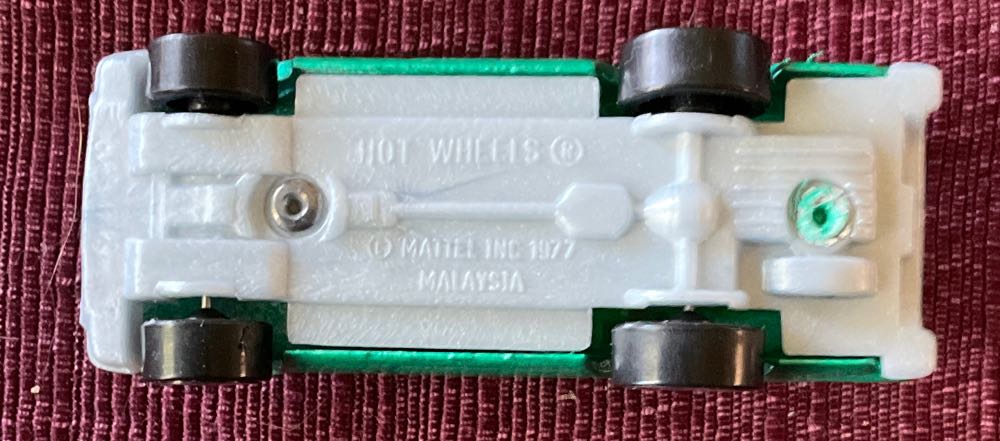 HOT WHEELS ®
© MATTEL INC 1977
MALAYSIA